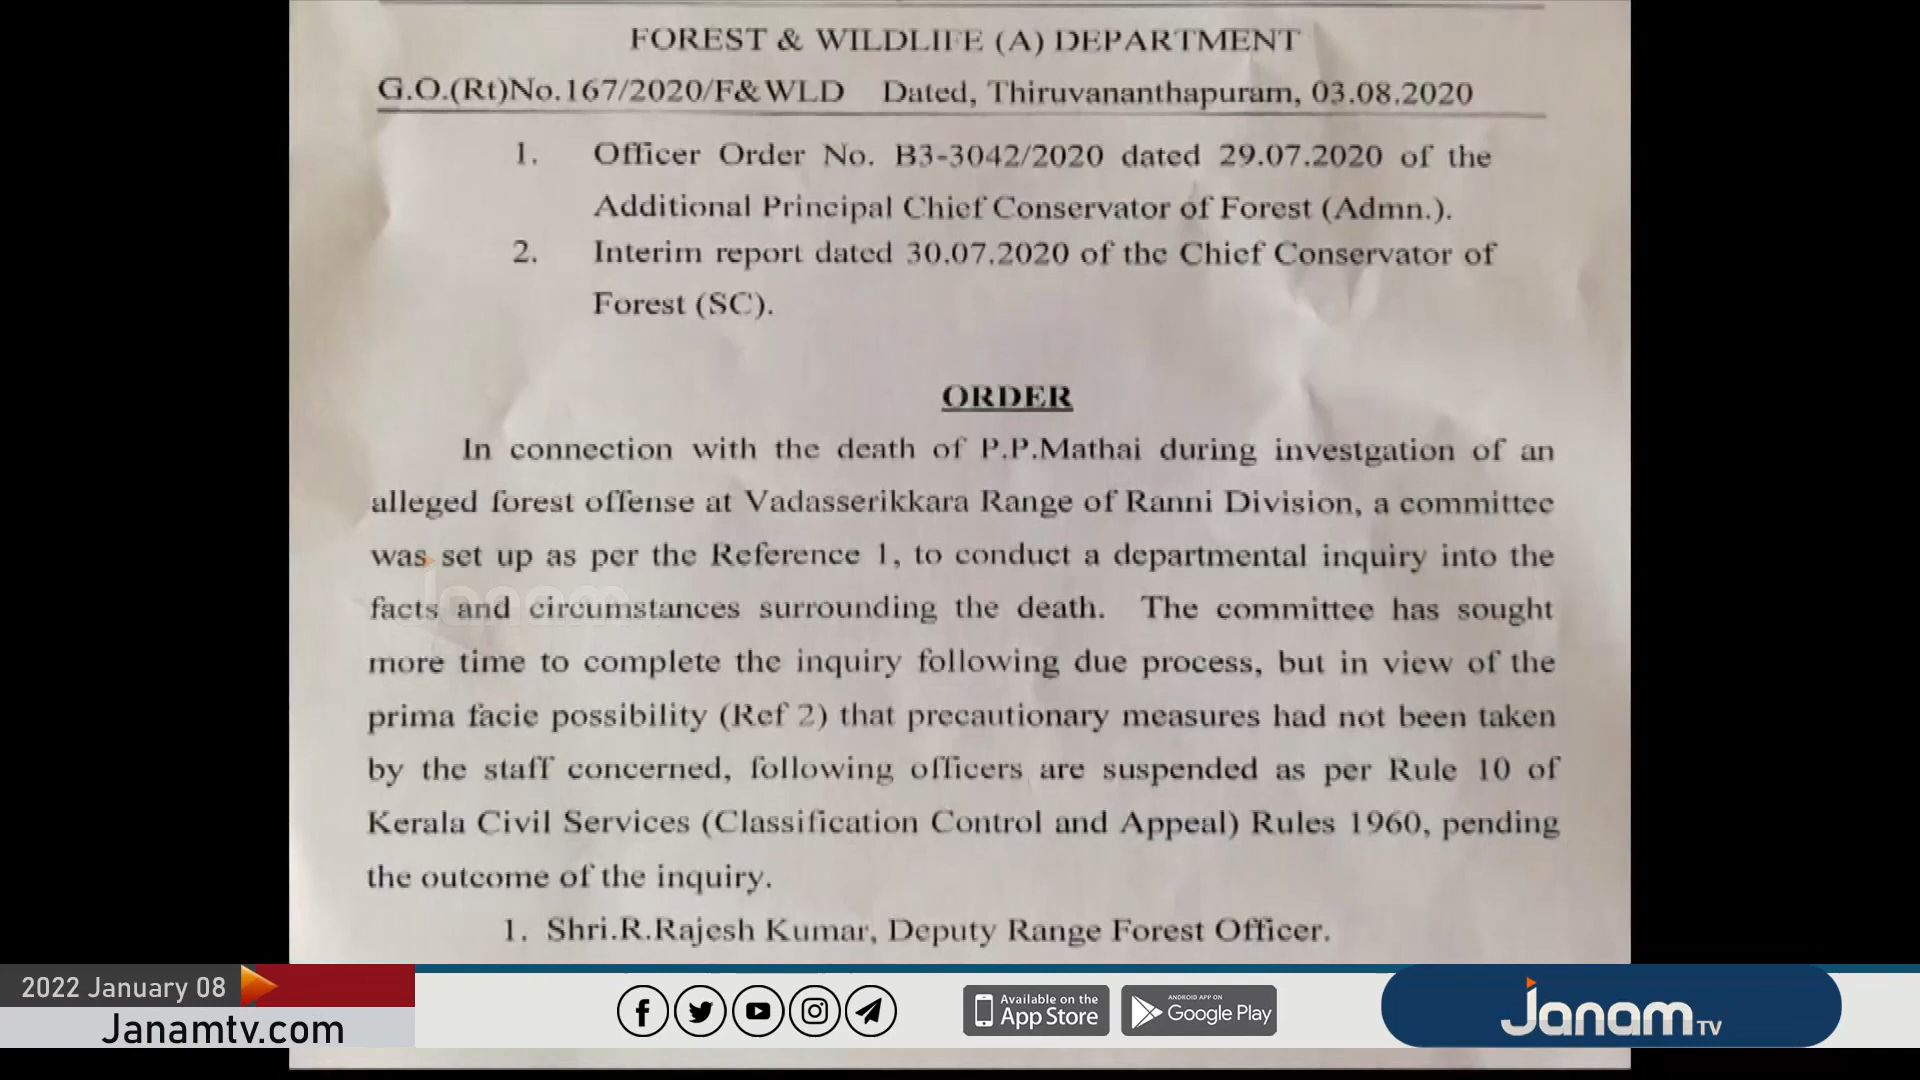 FOREST & WILDLIFE (A) DEPARTMENT
G.O.(Rt)No.167/2020/F&WLD Dated, Thiruvananthapuram, 03.08.2020
1. Officer Order No. B3-3042/2020 dated 29.07.2020 of the
Additional Principal Chief Conservator of Forest (Admn.).
2. Interim report dated 30.07.2020 of the Chief Conservator of
Forest (SC).
ORDER
In connection with the death of P.P.Mathai during investgation of an
alleged forest offense at Vadasserikkara Range of Ranni Division, a committee
was set up as per the Reference 1, to conduct a departmental inquiry into the
facts and circumstances surrounding the death. The committee has sought
more time to complete the inquiry following due process, but in view of the
prima facie possibility (Ref 2) that precautionary measures had not been taken
by the staff concerned, following officers are suspended as per Rule 10 of
Kerala Civil Services (Classification Control and Appeal) Rules 1960, pending
the outcome of the inquiry.
1. Shri.R.Rajesh Kumar, Deputy Range Forest Officer.
Janam
2022 January 08
Janamtv.com
Available on the
App Store
ANDROID APP ON
Google Play
Janam TV